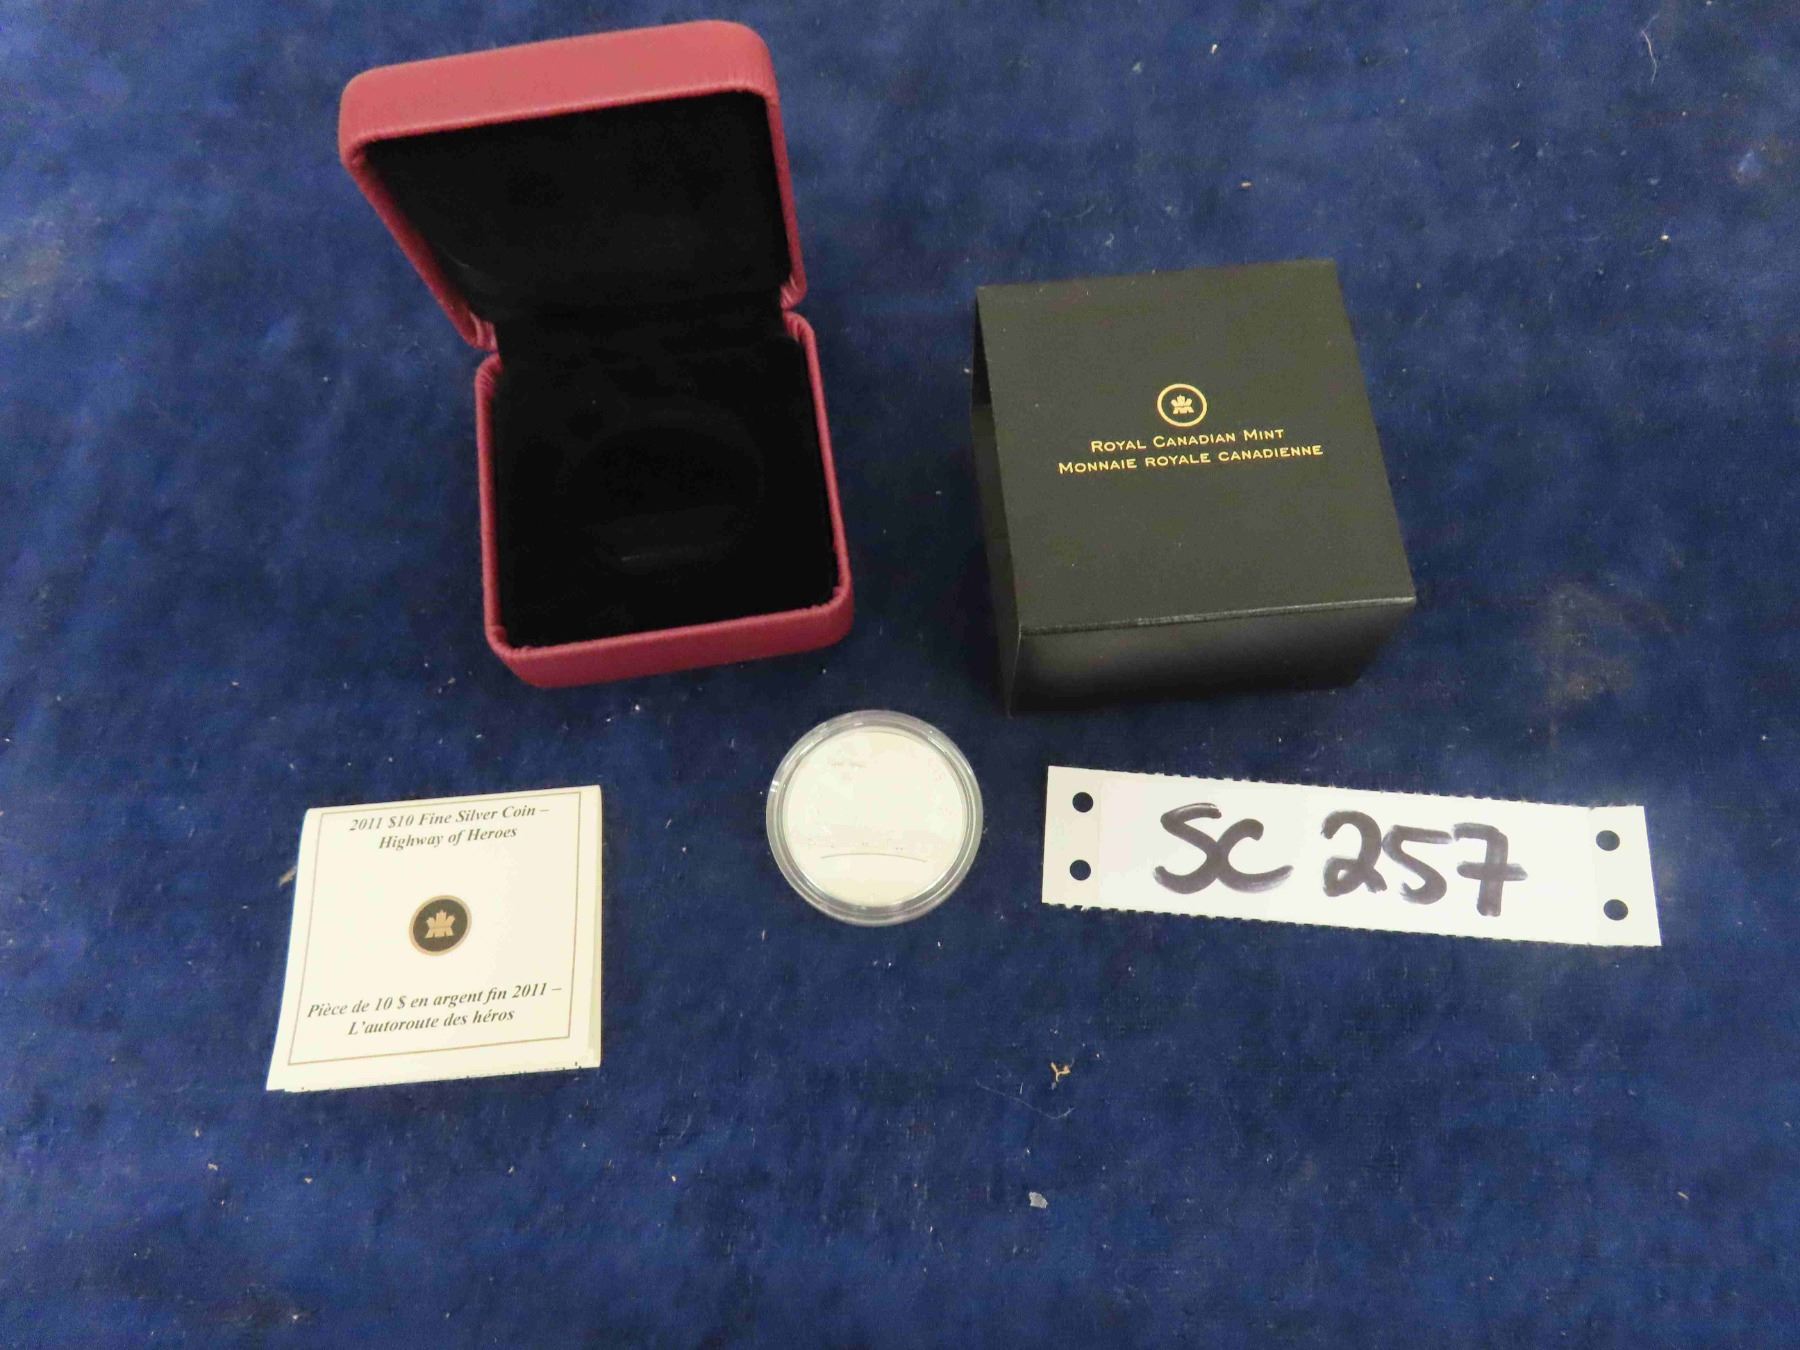 ROYAL CANADIAN MINT
MONNAIE ROYALE CANADIENNE
2011 $10 Fine Silver Coin –
Highway of Heroes
Pièce de 10 $ en argent fin 2011 –
L'autoroute des héros
SC 257